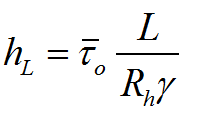 h_L = τ̄_o L / (R_h γ)